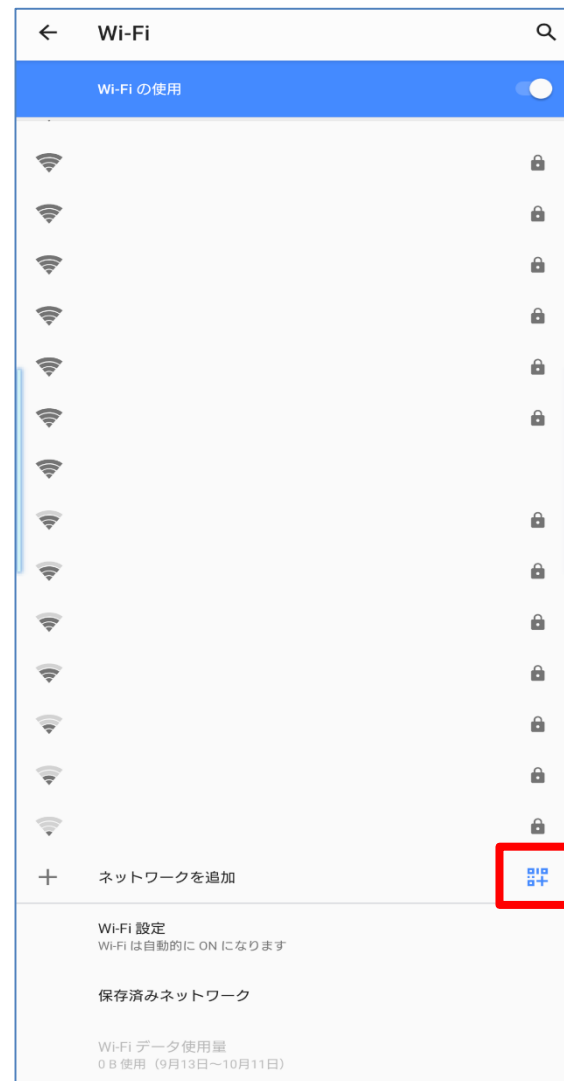 Wi-Fi
Wi-Fi の使用
ネットワークを追加
Wi-Fi 設定
Wi-Fi は自動的に ON になります
保存済みネットワーク
Wi-Fi データ使用量
0 B 使用（9月13日～10月11日）